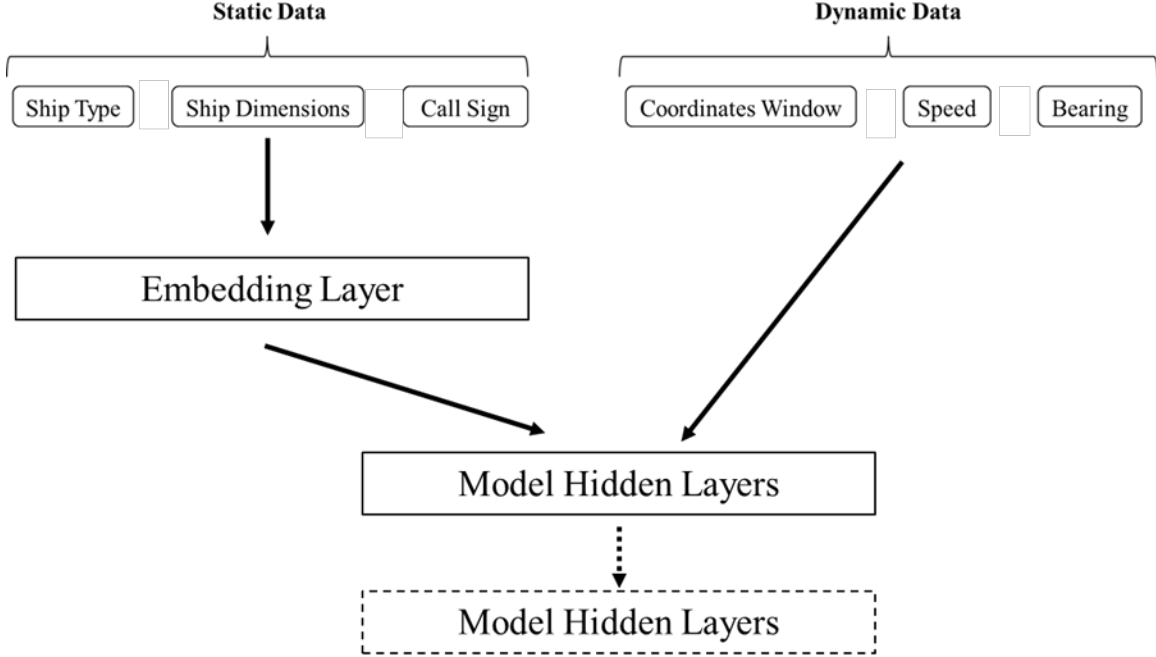 Static Data
Dynamic Data
Ship Type
Ship Dimensions
Call Sign
Coordinates Window
Speed
Bearing
Embedding Layer
Model Hidden Layers
Model Hidden Layers